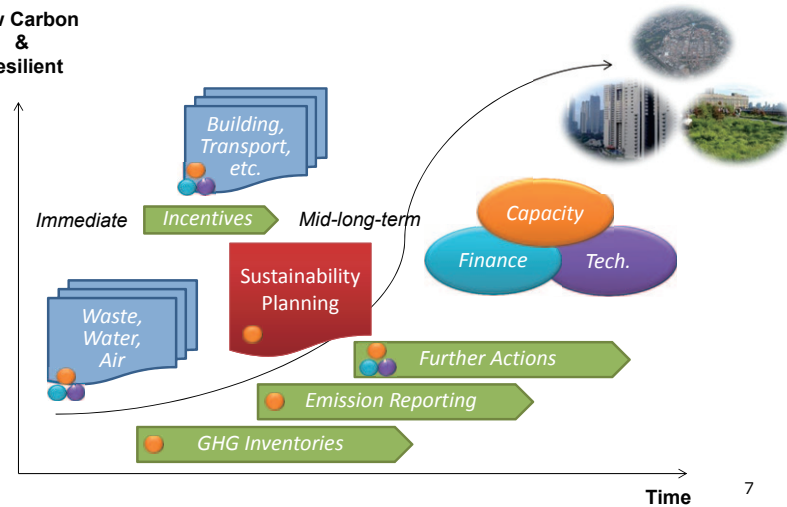 Carbon
&
Building,
Transport,
etc.
Immediate
Incentives
Mid-long-term
Capacity
Finance
Tech.
Sustainability
Planning
Waste,
Water,
Air
Further Actions
Emission Reporting
GHG Inventories
Time
7